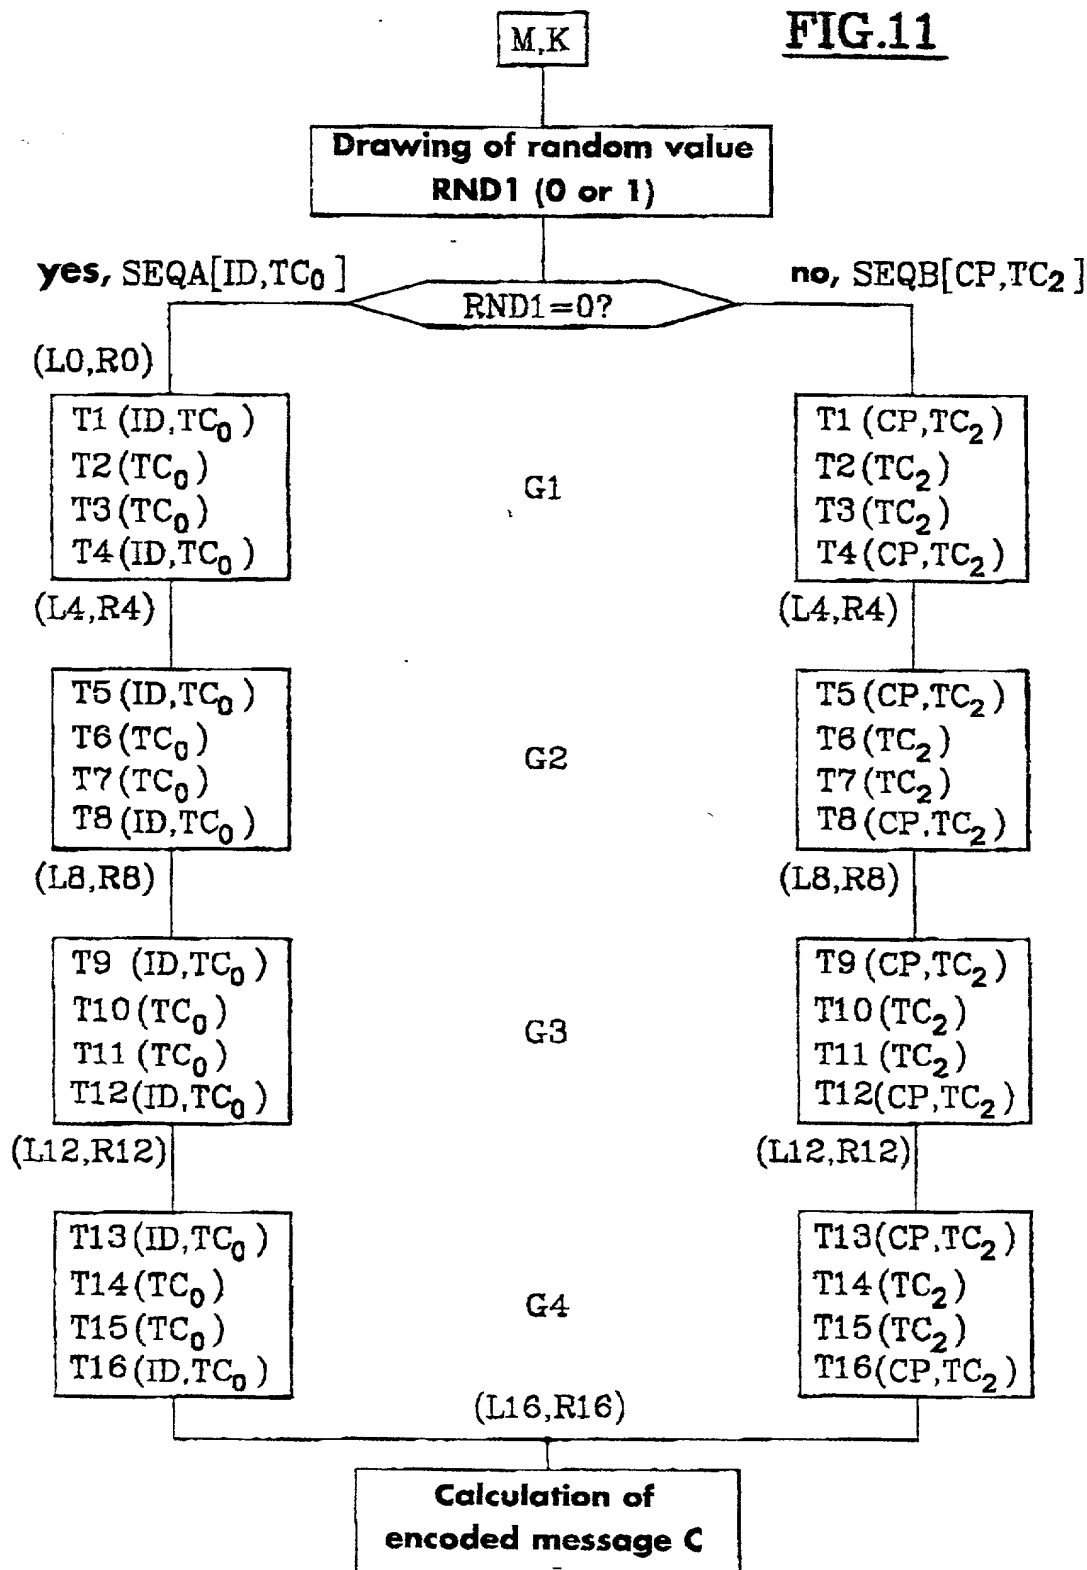 FIG.11
M,K
Drawing of random value
RND1 (0 or 1)
yes, SEQA[ID,TC₀]
RND1=0?
no, SEQB[CP,TC₂]
(L0,R0)
T1(ID,TC₀)
T2(TC₀)
T3(TC₀)
T4(ID,TC₀)
G1
T1(CP,TC₂)
T2(TC₂)
T3(TC₂)
T4(CP,TC₂)
(L4,R4)
(L4,R4)
T5(ID,TC₀)
T6(TC₀)
T7(TC₀)
T8(ID,TC₀)
G2
T5(CP,TC₂)
T6(TC₂)
T7(TC₂)
T8(CP,TC₂)
(L8,R8)
(L8,R8)
T9 (ID,TC₀)
T10(TC₀)
T11(TC₀)
T12(ID,TC₀)
G3
T9(CP,TC₂)
T10(TC₂)
T11(TC₂)
T12(CP,TC₂)
(L12,R12)
(L12,R12)
T13(ID,TC₀)
T14(TC₀)
T15(TC₀)
T16(ID,TC₀)
G4
T13(CP,TC₂)
T14(TC₂)
T15(TC₂)
T16(CP,TC₂)
(L16,R16)
Calculation of
encoded message C